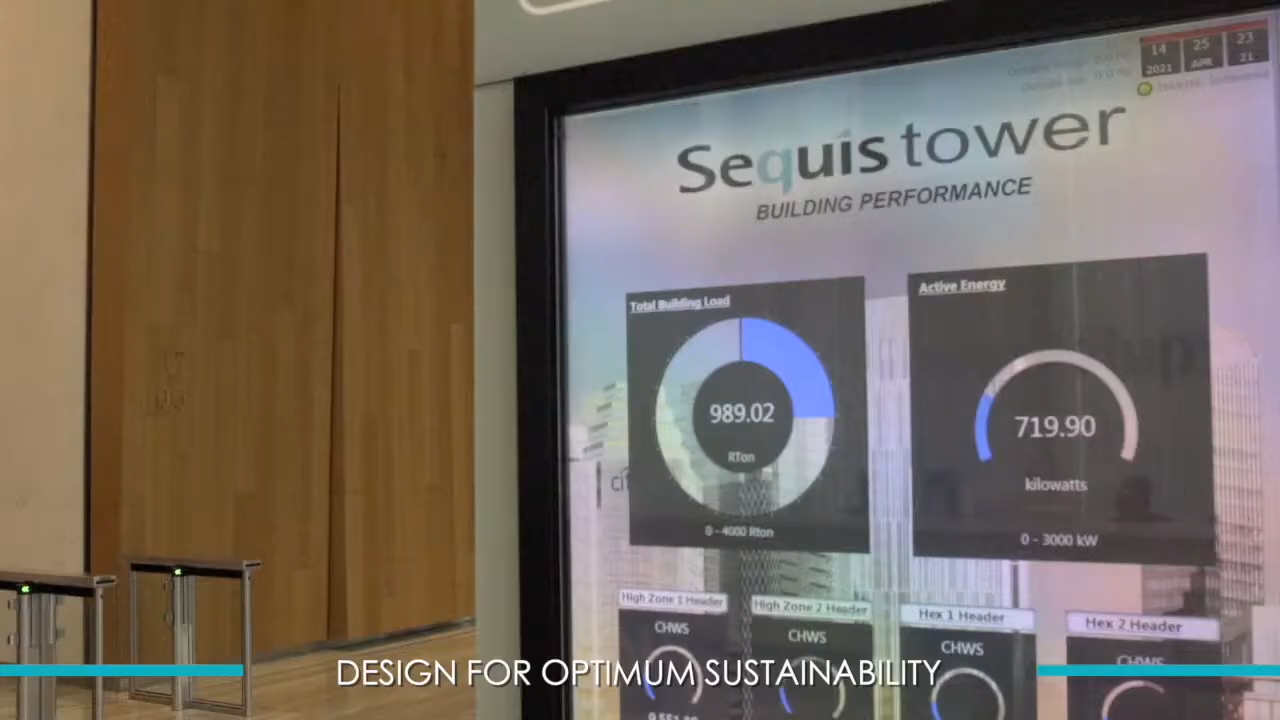 14 25 23
2021 APR 21
Sequis tower
BUILDING PERFORMANCE
Total Building Load
989.02
RTon
0 - 4000 Rton
Active Energy
719.90
kilowatts
0 - 3000 kW
High Zone 1 Header
CHWS
High Zone 2 Header
CHWS
Hex 1 Header
CHWS
Hex 2 Header
CHWS
DESIGN FOR OPTIMUM SUSTAINABILITY